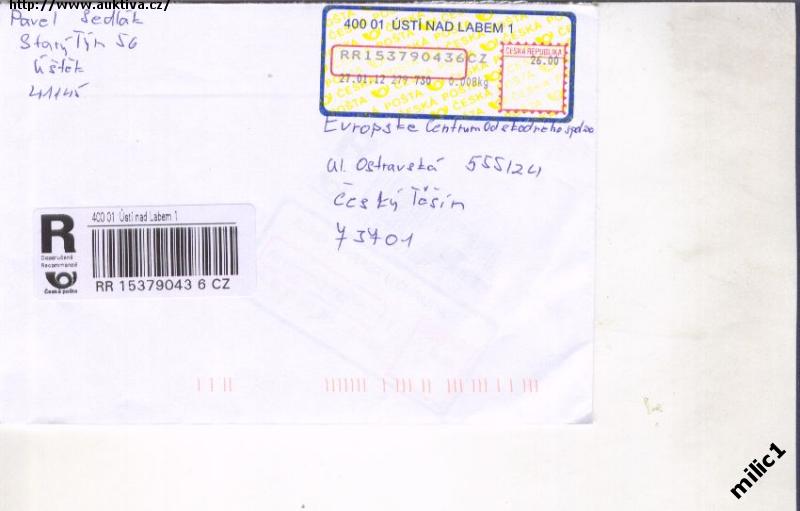 http://www.auktiva.cz/
Pavel Sedlák
Starý Týn 56
Úštěk
41145
400 01 ÚSTÍ NAD LABEM 1
RR153790436CZ
ČESKÁ REPUBLIKA
26.00
27.01.12 279 730 0.008kg
ČESKÁ POŠTA
Evropské Centrum Odškodného
ul. Ostravská 555/24
Český Těšín
73701
R
400 01 Ústí nad Labem 1
Doporučeně
Recommandé
Česká pošta
RR 15379043 6 CZ
milic1